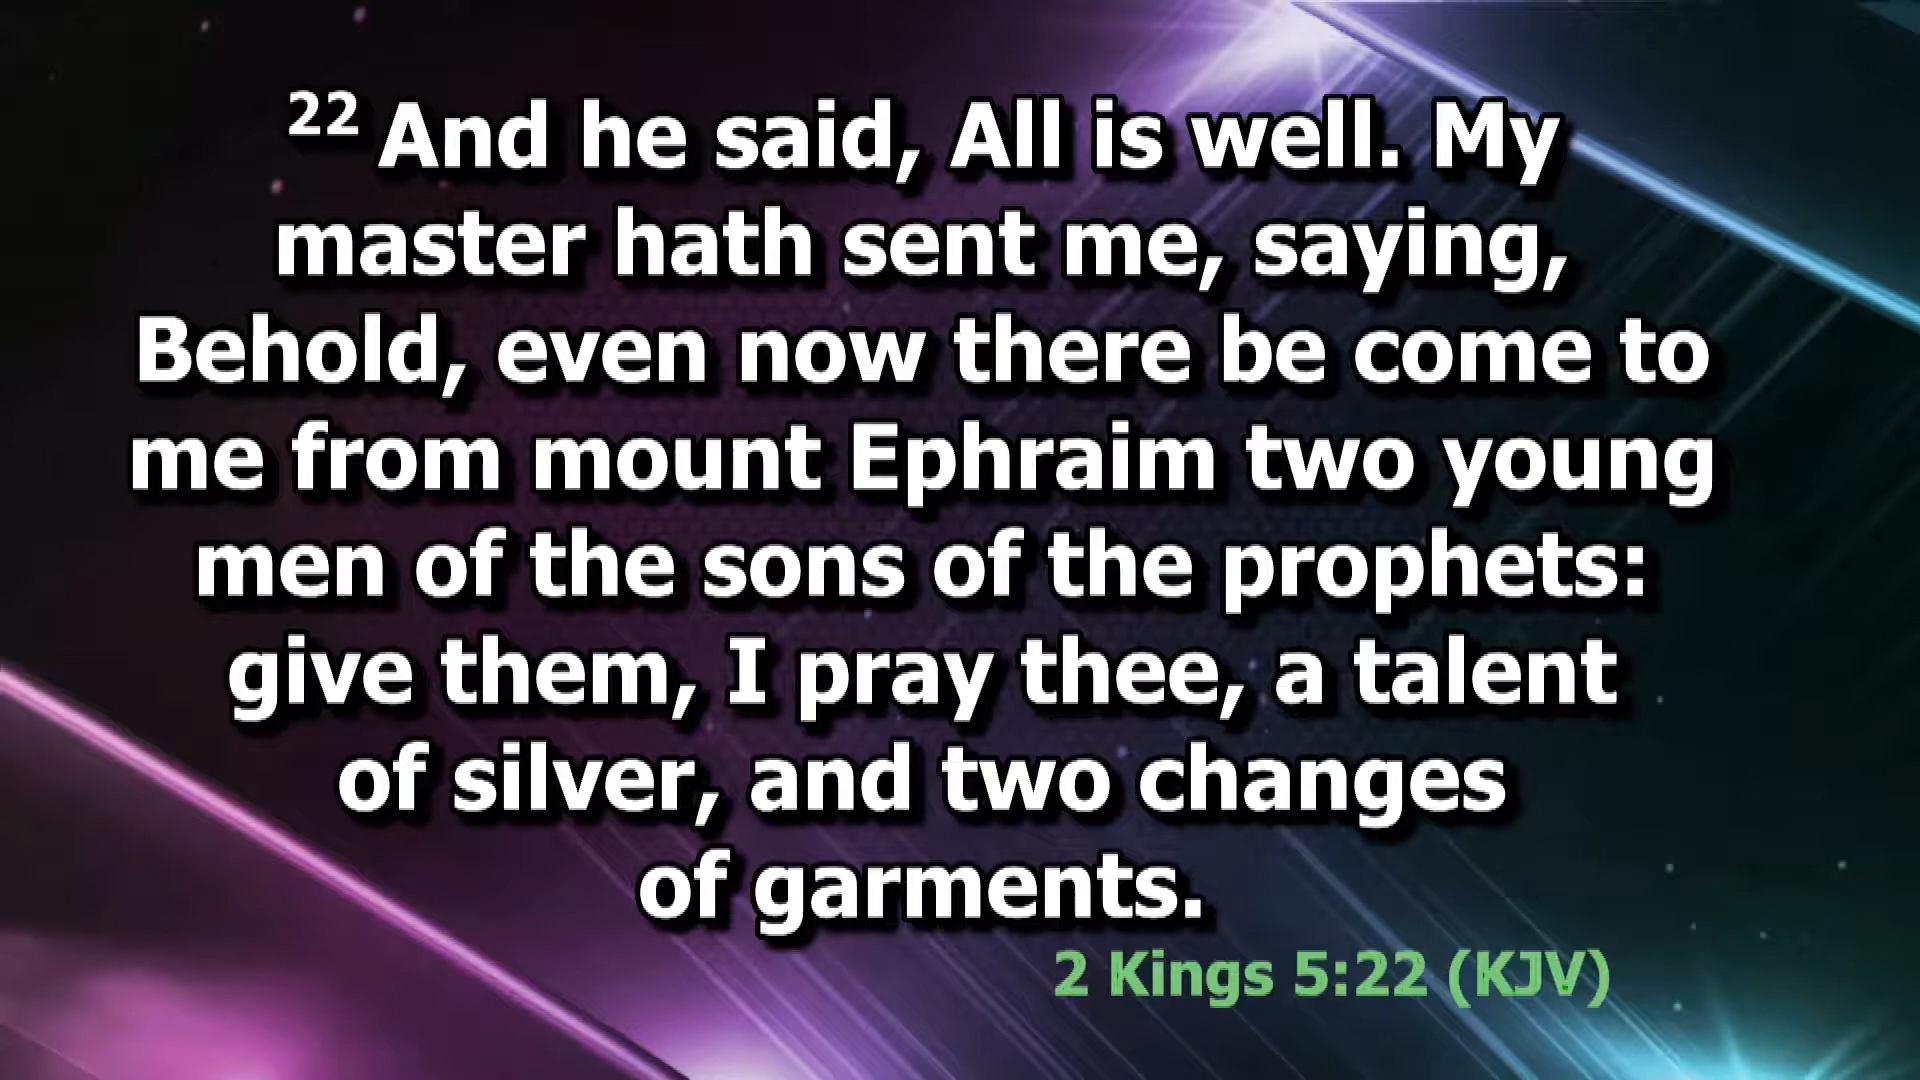 22 And he said, All is well. My
master hath sent me, saying,
Behold, even now there be come to
me from mount Ephraim two young
men of the sons of the prophets:
give them, I pray thee, a talent
of silver, and two changes
of garments.
2 Kings 5:22 (KJV)